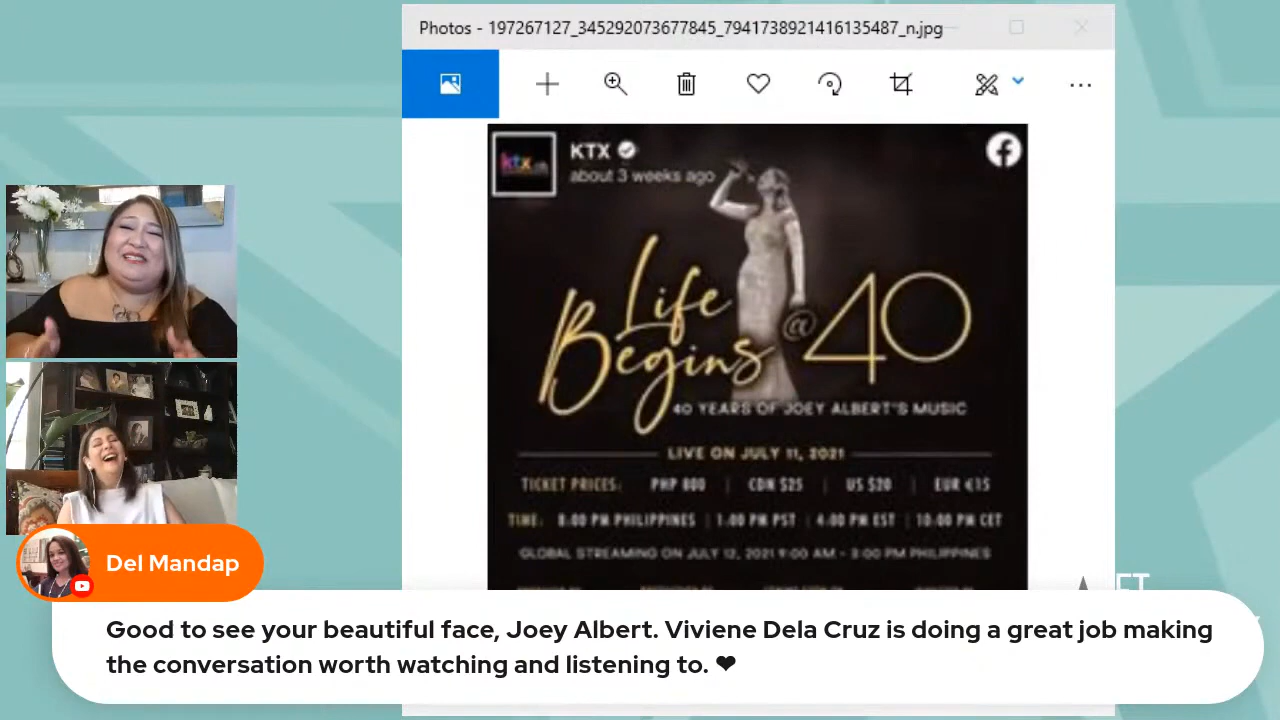 Photos - 197267127_345292073677845_7941738921416135487_n.jpg
ktx
KTX
about 3 weeks ago
Life
Begins @40
40 YEARS OF JOEY ALBERT'S MUSIC
LIVE ON JULY 11, 2021
TICKET PRICES: PHP 800 | CDN $25 | US $20 | EUR €15
TIME: 8:00 PM PHILIPPINES | 1:00 PM PST | 4:00 PM EST | 10:00 PM CET
GLOBAL STREAMING ON JULY 12, 2021 9:00 AM - 3:00 PM PHILIPPINES
Del Mandap
Good to see your beautiful face, Joey Albert. Viviene Dela Cruz is doing a great job making
the conversation worth watching and listening to. ❤